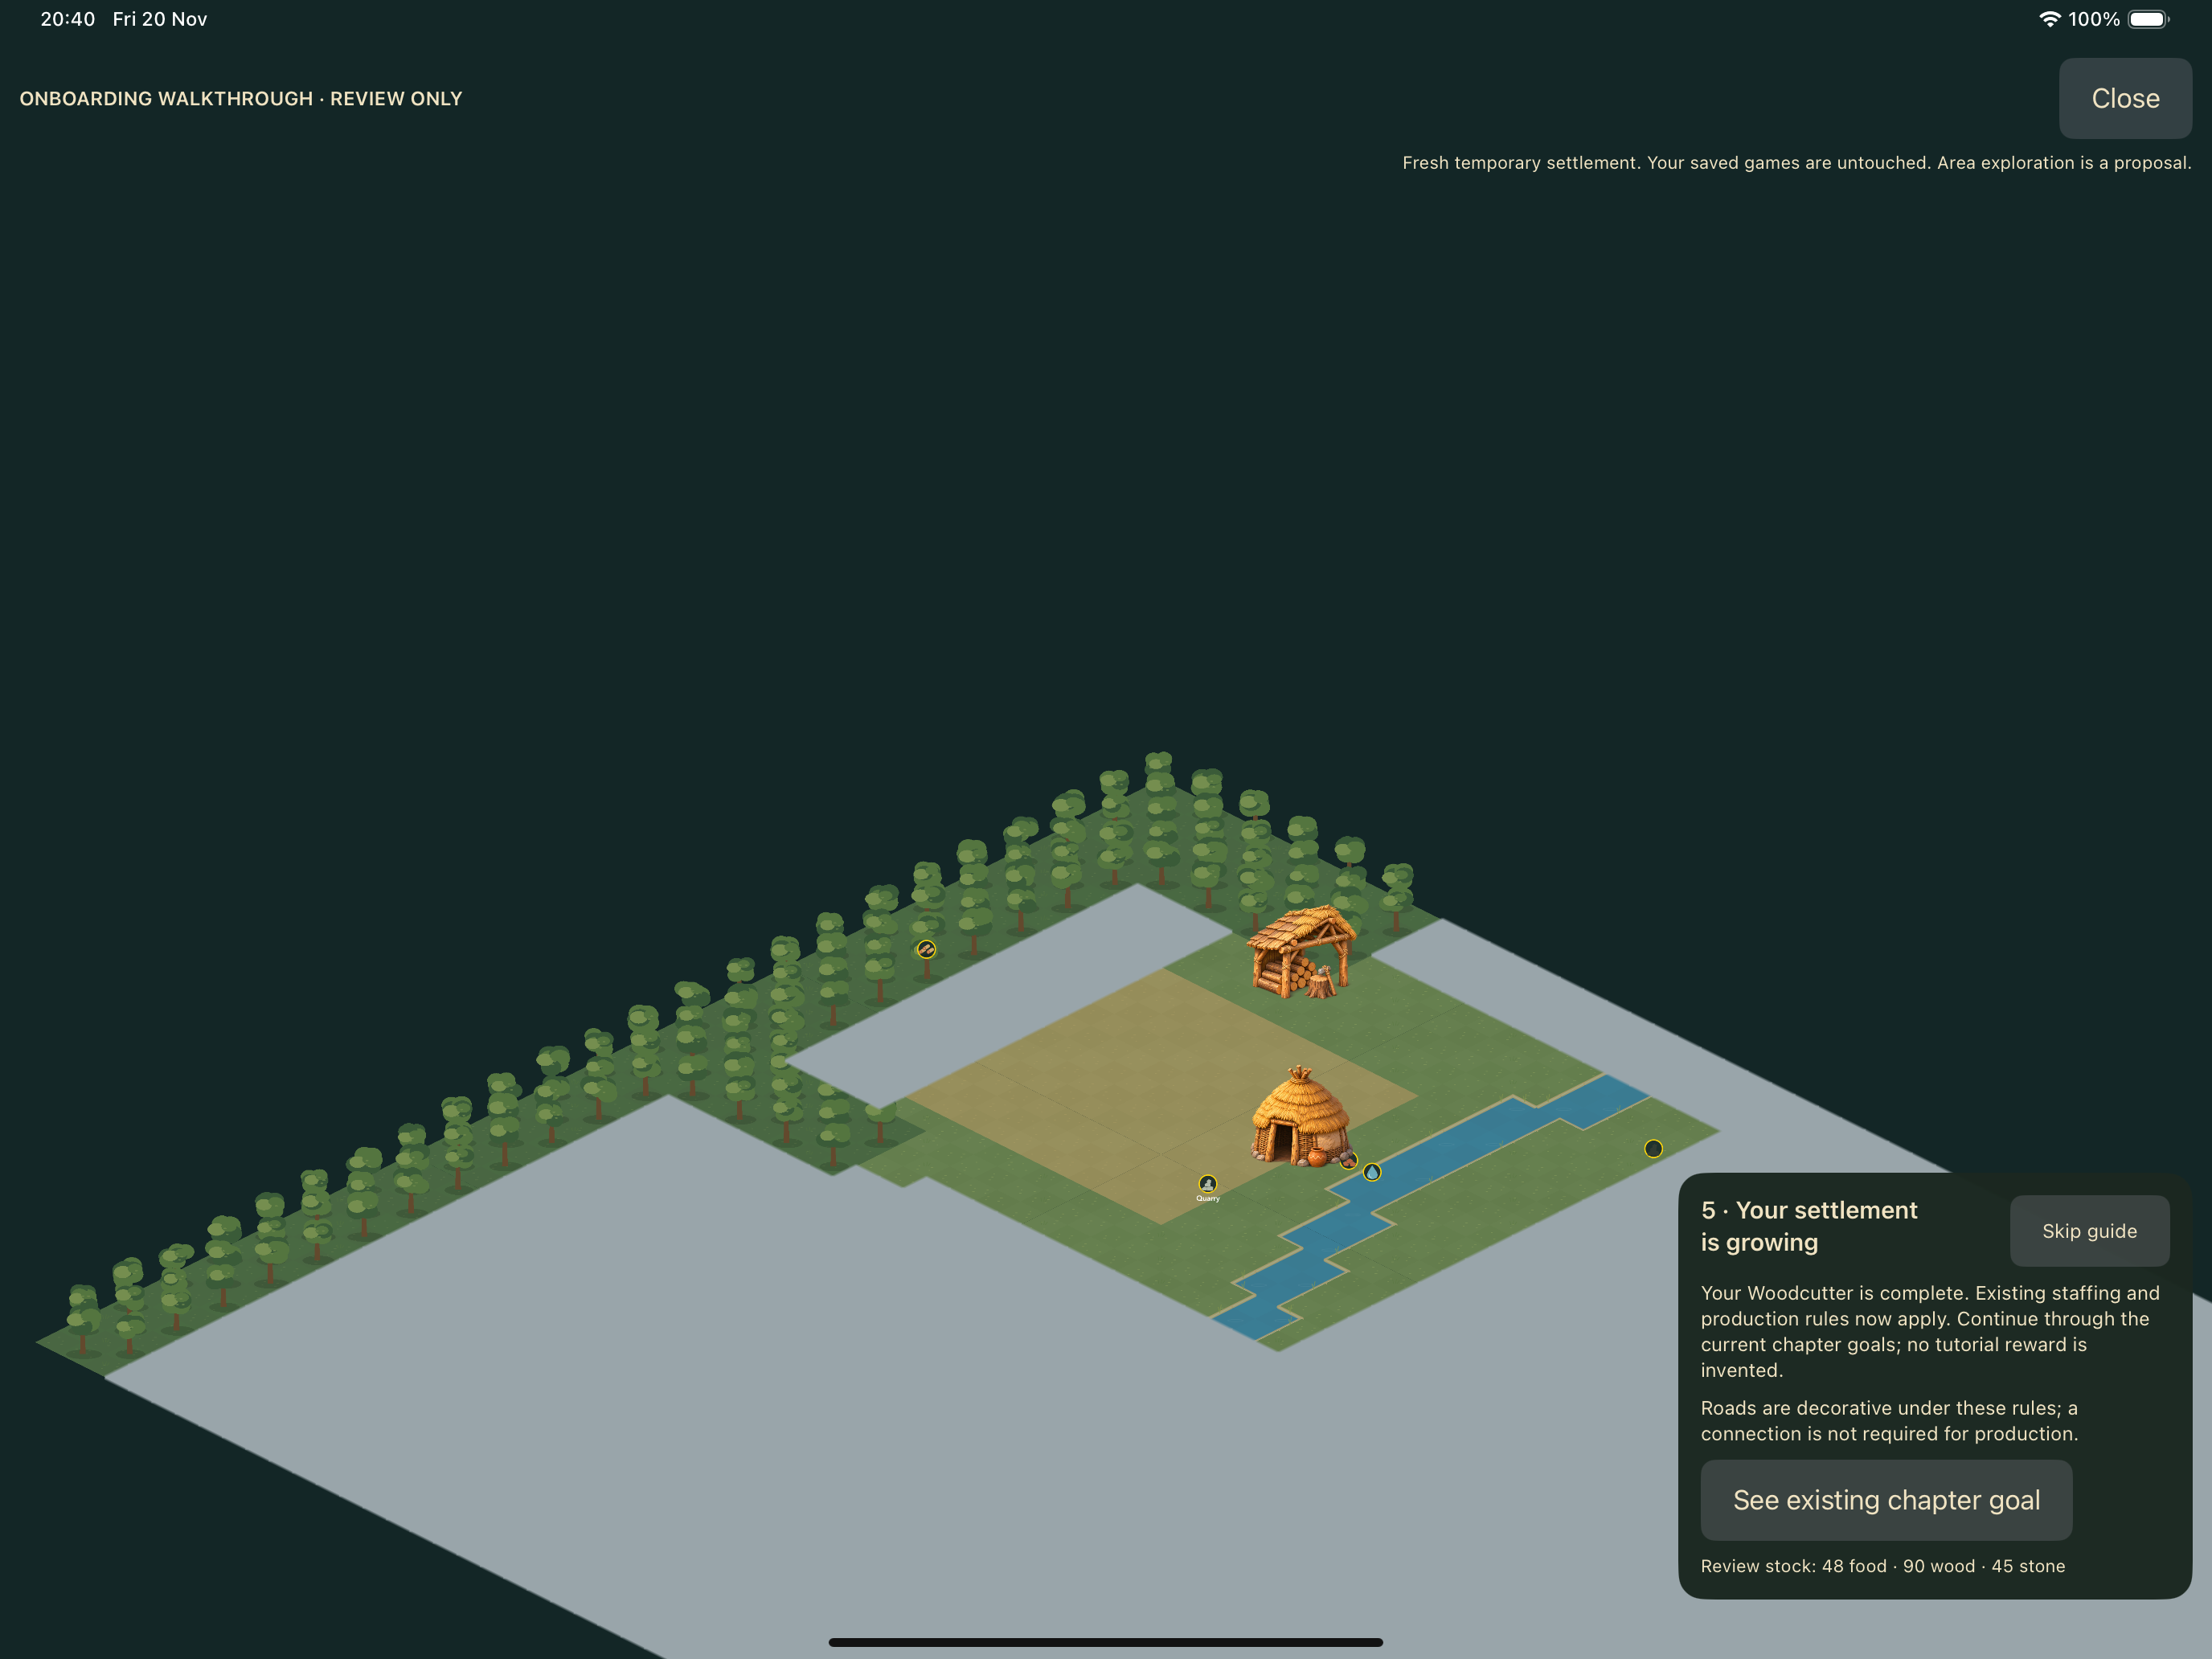 20:40 Fri 20 Nov
100%
ONBOARDING WALKTHROUGH · REVIEW ONLY
Close
Fresh temporary settlement. Your saved games are untouched. Area exploration is a proposal.
Quarry
5 · Your settlement
is growing
Skip guide
Your Woodcutter is complete. Existing staffing and
production rules now apply. Continue through the
current chapter goals; no tutorial reward is
invented.
Roads are decorative under these rules; a
connection is not required for production.
See existing chapter goal
Review stock: 48 food · 90 wood · 45 stone